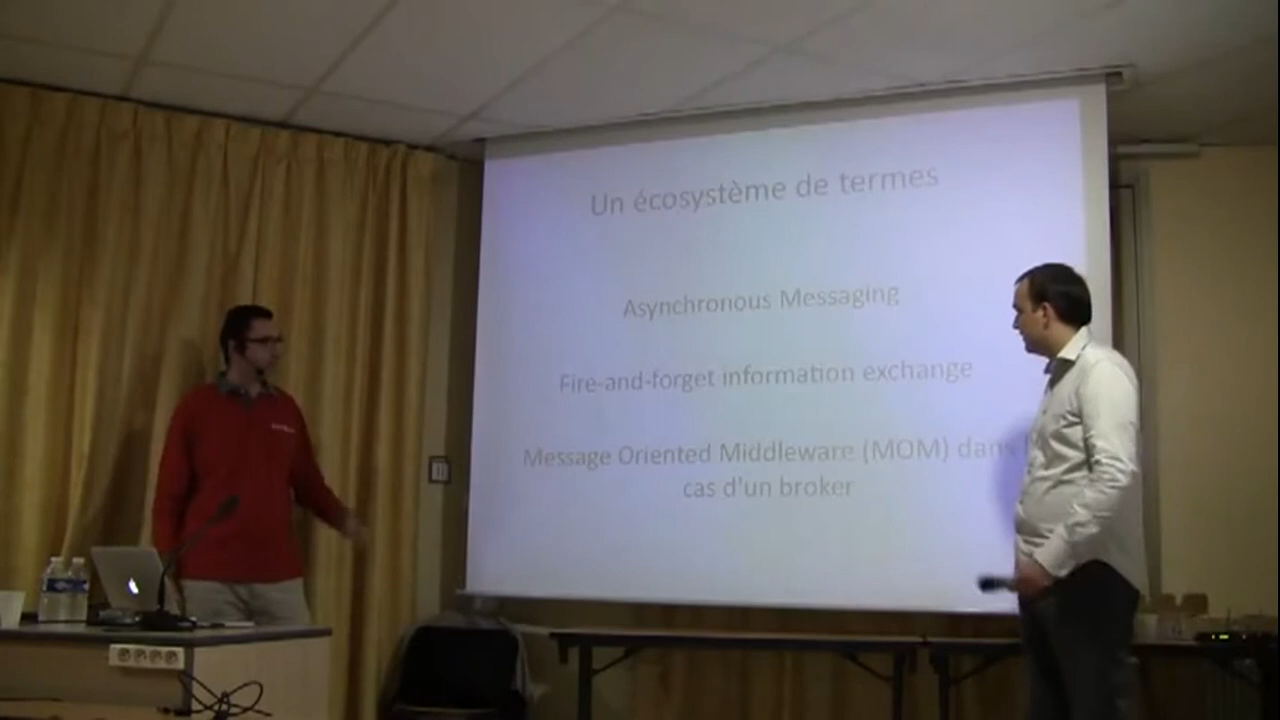 Un écosystème de termes
Asynchronous Messaging
Fire-and-forget information exchange
Message Oriented Middleware (MOM) dans
cas d'un broker